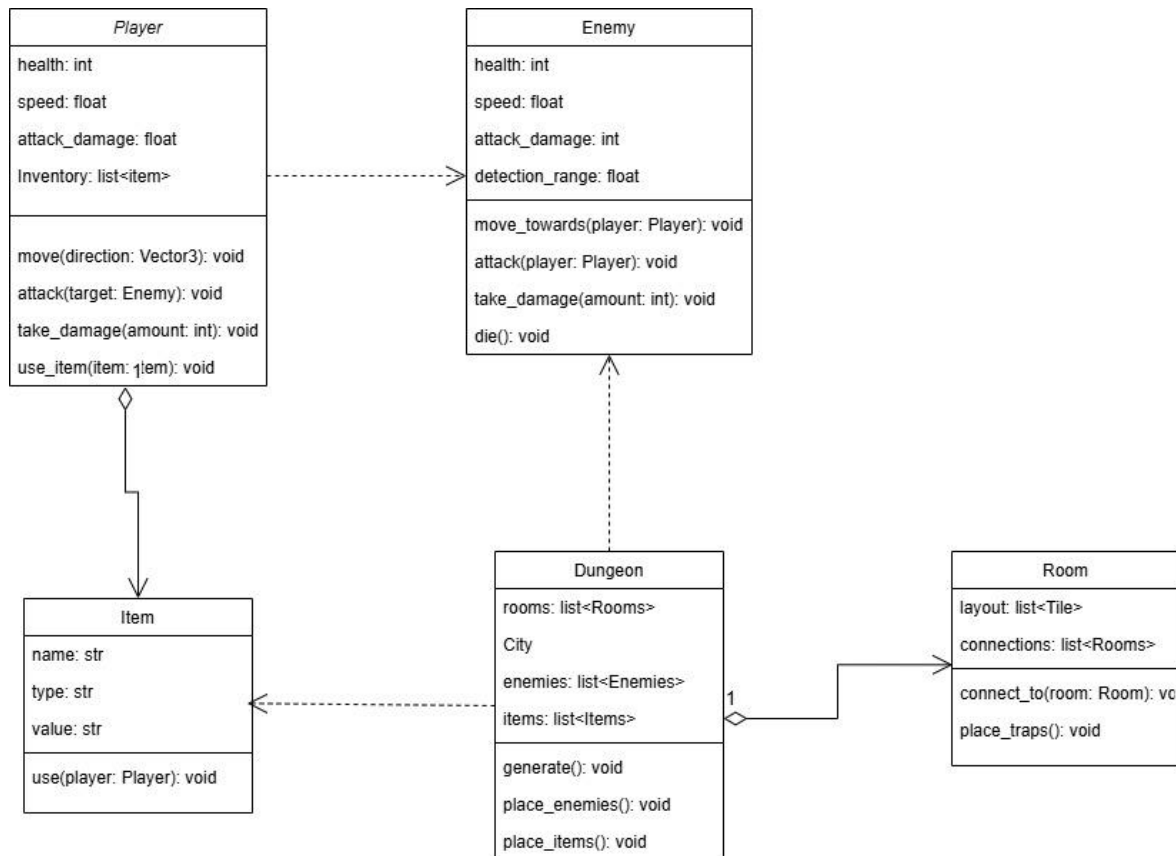 Player
health: int
speed: float
attack_damage: float
Inventory: list<item>
move(direction: Vector3): void
attack(target: Enemy): void
take_damage(amount: int): void
use_item(item: Item): void
1
Enemy
health: int
speed: float
attack_damage: int
detection_range: float
move_towards(player: Player): void
attack(player: Player): void
take_damage(amount: int): void
die(): void
Item
name: str
type: str
value: str
use(player: Player): void
Dungeon
rooms: list<Rooms>
City
enemies: list<Enemies>
items: list<Items>
generate(): void
place_enemies(): void
place_items(): void
1
Room
layout: list<Tile>
connections: list<Rooms>
connect_to(room: Room): vo
place_traps(): void